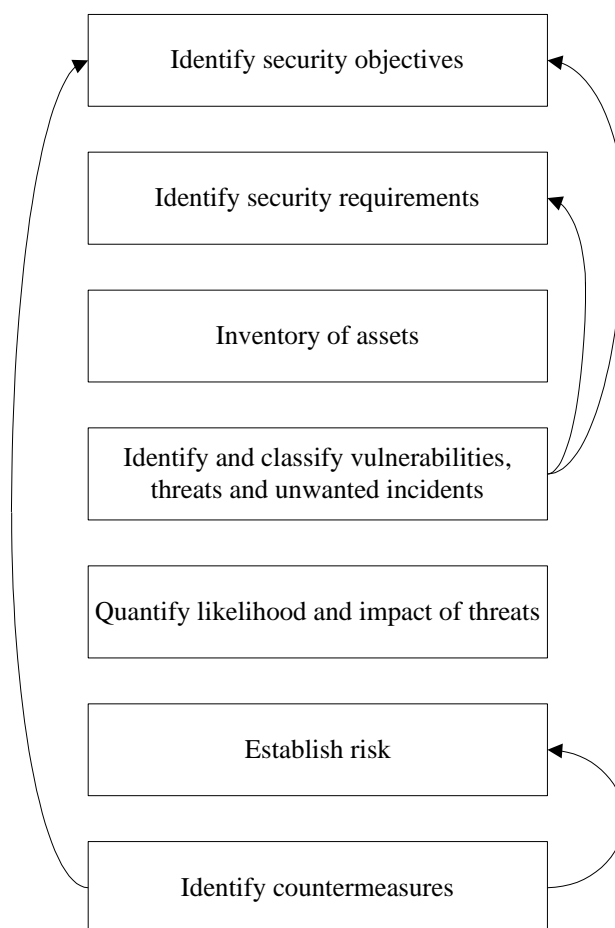 Identify security objectives
Identify security requirements
Inventory of assets
Identify and classify vulnerabilities,
threats and unwanted incidents
Quantify likelihood and impact of threats
Establish risk
Identify countermeasures